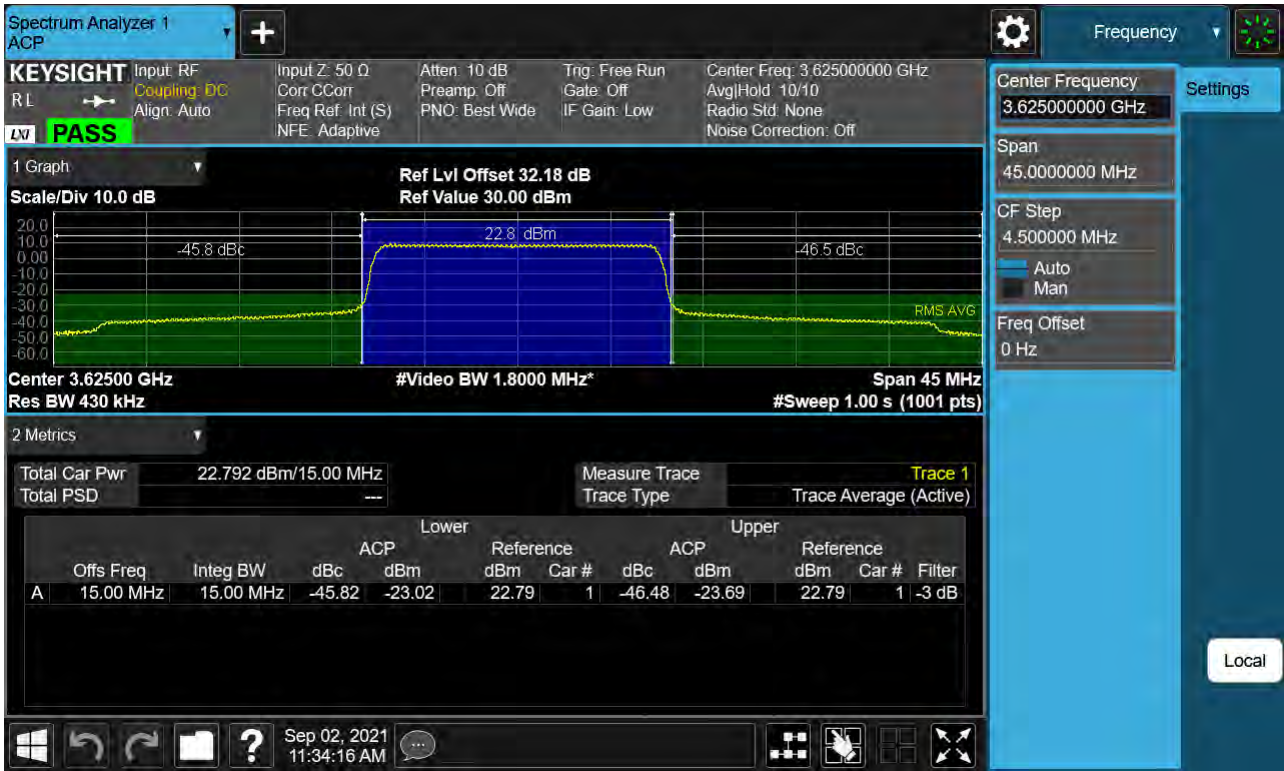 Spectrum Analyzer 1
ACP
+
Frequency
KEYSIGHT
RL
LXI
PASS
Input: RF
Coupling: DC
Align: Auto
Input Z: 50 Ω
Corr CCorr
Freq Ref: Int (S)
NFE: Adaptive
Atten: 10 dB
Preamp: Off
PNO: Best Wide
Trig: Free Run
Gate: Off
IF Gain: Low
Center Freq: 3.625000000 GHz
Avg|Hold: 10/10
Radio Std: None
Noise Correction: Off
Center Frequency
3.625000000 GHz
Settings
Span
45.0000000 MHz
CF Step
4.500000 MHz
Auto
Man
Freq Offset
0 Hz
1 Graph
Scale/Div 10.0 dB
Ref Lvl Offset 32.18 dB
Ref Value 30.00 dBm
20.0
10.0
0.00
-10.0
-20.0
-30.0
-40.0
-50.0
-60.0
-45.8 dBc
22.8 dBm
-46.5 dBc
RMS AVG
Center 3.62500 GHz
#Video BW 1.8000 MHz*
Span 45 MHz
Res BW 430 kHz
#Sweep 1.00 s (1001 pts)
2 Metrics
Total Car Pwr 22.792 dBm/15.00 MHz
Total PSD ---
Measure Trace Trace 1
Trace Type Trace Average (Active)
Lower Upper
ACP Reference ACP Reference
Offs Freq Integ BW dBc dBm dBm Car # dBc dBm dBm Car # Filter
A 15.00 MHz 15.00 MHz -45.82 -23.02 22.79 1 -46.48 -23.69 22.79 1 -3 dB
Local
?
Sep 02, 2021
11:34:16 AM